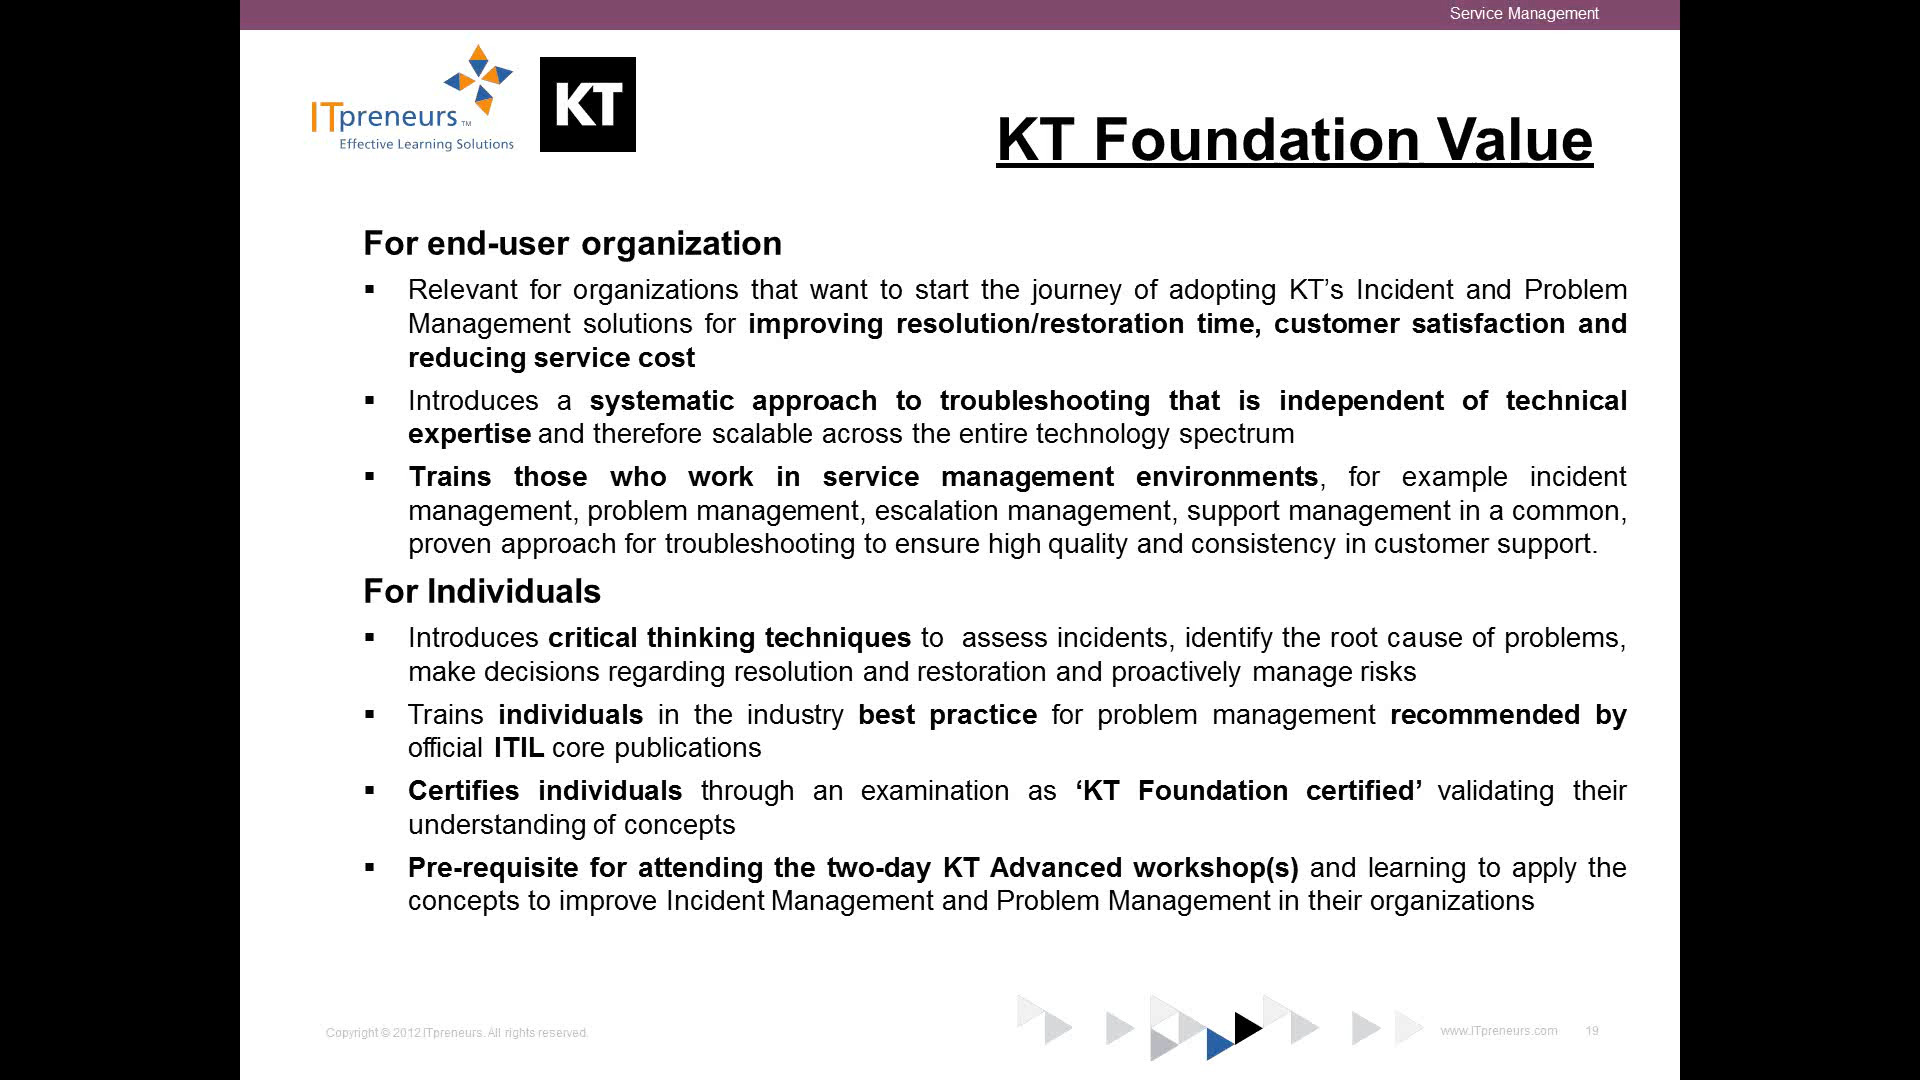 Service Management
ITpreneurs TM
Effective Learning Solutions
KT
KT Foundation Value
For end-user organization
▪ Relevant for organizations that want to start the journey of adopting KT’s Incident and Problem
Management solutions for improving resolution/restoration time, customer satisfaction and
reducing service cost
▪ Introduces a systematic approach to troubleshooting that is independent of technical
expertise and therefore scalable across the entire technology spectrum
▪ Trains those who work in service management environments, for example incident
management, problem management, escalation management, support management in a common,
proven approach for troubleshooting to ensure high quality and consistency in customer support.
For Individuals
▪ Introduces critical thinking techniques to assess incidents, identify the root cause of problems,
make decisions regarding resolution and restoration and proactively manage risks
▪ Trains individuals in the industry best practice for problem management recommended by
official ITIL core publications
▪ Certifies individuals through an examination as ‘KT Foundation certified’ validating their
understanding of concepts
▪ Pre-requisite for attending the two-day KT Advanced workshop(s) and learning to apply the
concepts to improve Incident Management and Problem Management in their organizations
Copyright © 2012 ITpreneurs. All rights reserved.
www.ITpreneurs.com 19